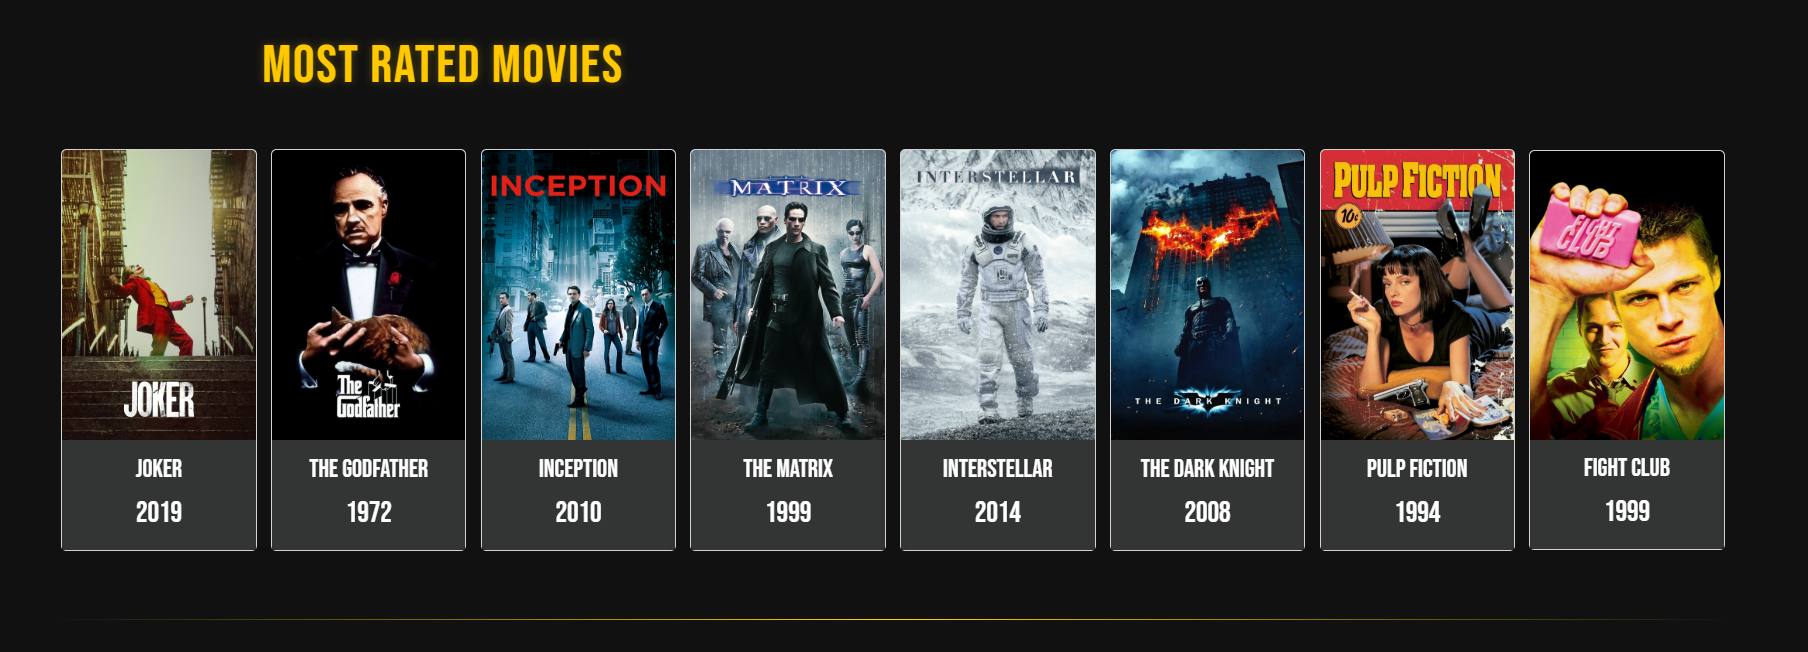 MOST RATED MOVIES
JOKER
The
Godfather
INCEPTION
MATRIX
INTERSTELLAR
THE DARK KNIGHT
PULP FICTION
10¢
FIGHT
CLUB
JOKER
THE GODFATHER
INCEPTION
THE MATRIX
INTERSTELLAR
THE DARK KNIGHT
PULP FICTION
FIGHT CLUB
2019
1972
2010
1999
2014
2008
1994
1999